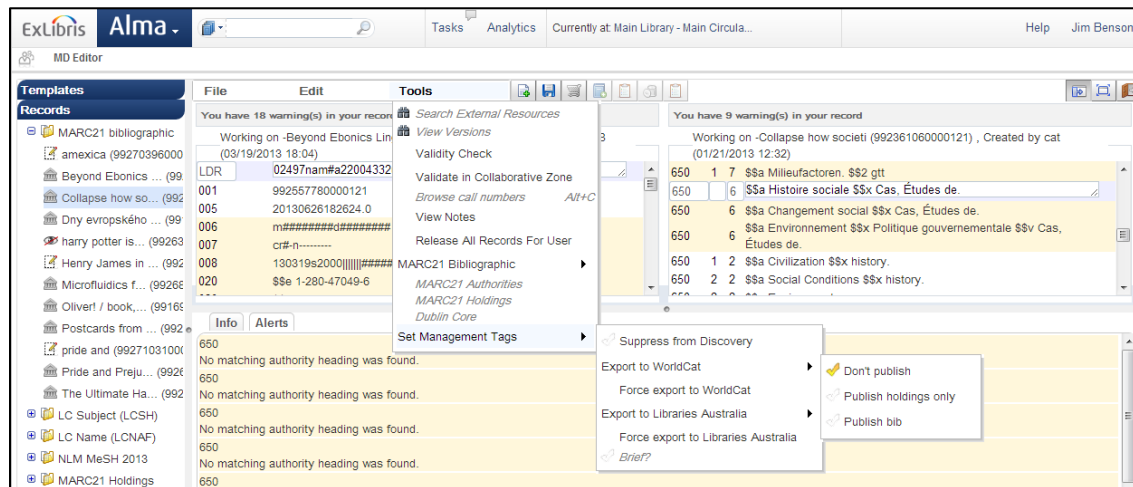 ExLibris Alma Tasks Analytics Currently at: Main Library - Main Circula... Help Jim Benson
MD Editor
Templates
Records
MARC21 bibliographic
amexica (99270396000
Beyond Ebonics ... (99
Collapse how so... (992
Dny evropského ... (99
harry potter is... (99263
Henry James in ... (992
Microfluidics f... (99268
Oliver! / book,... (99169
Postcards from ... (992
pride and (9927103100
Pride and Preju... (9926
The Ultimate Ha... (992
LC Subject (LCSH)
LC Name (LCNAF)
NLM MeSH 2013
MARC21 Holdings
File Edit Tools
You have 18 warning(s) in your recor
Working on -Beyond Ebonics Lin 3
(03/19/2013 18:04)
LDR 02497nam#a22004332
001 992557780000121
005 20130626182624.0
006 m########d########
007 cr#-n---------
008 130319s2000||||||#####
020 $$e 1-280-47049-6
Search External Resources
View Versions
Validity Check
Validate in Collaborative Zone
Browse call numbers Alt+C
View Notes
Release All Records For User
MARC21 Bibliographic
MARC21 Authorities
MARC21 Holdings
Dublin Core
Set Management Tags
You have 9 warning(s) in your record
Working on -Collapse how societi (992361060000121) , Created by cat
(01/21/2013 12:32)
650 1 7 $$a Milieufactoren. $$2 gtt
650 6 $$a Histoire sociale $$x Cas, Études de.
650 6 $$a Changement social $$x Cas, Études de.
650 6 $$a Environnement $$x Politique gouvernementale $$v Cas,
Études de.
650 1 2 $$a Civilization $$x history.
650 2 2 $$a Social Conditions $$x history.
Info Alerts
650
No matching authority heading was found.
650
No matching authority heading was found.
650
No matching authority heading was found.
650
No matching authority heading was found.
650
Suppress from Discovery
Export to WorldCat
Force export to WorldCat
Export to Libraries Australia
Force export to Libraries Australia
Brief?
Don't publish
Publish holdings only
Publish bib